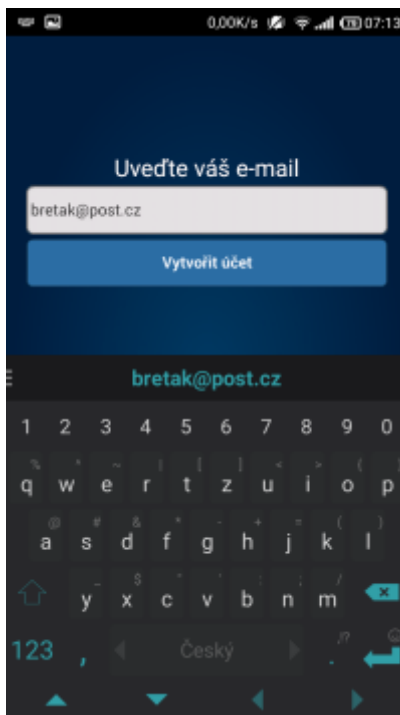 0,00K/s 78 07:13
Uveďte váš e-mail
bretak@post.cz
Vytvořit účet
bretak@post.cz
1 2 3 4 5 6 7 8 9 0
q w e r t z u i o p
a s d f g h j k l
y x c v b n m
123 , Český .